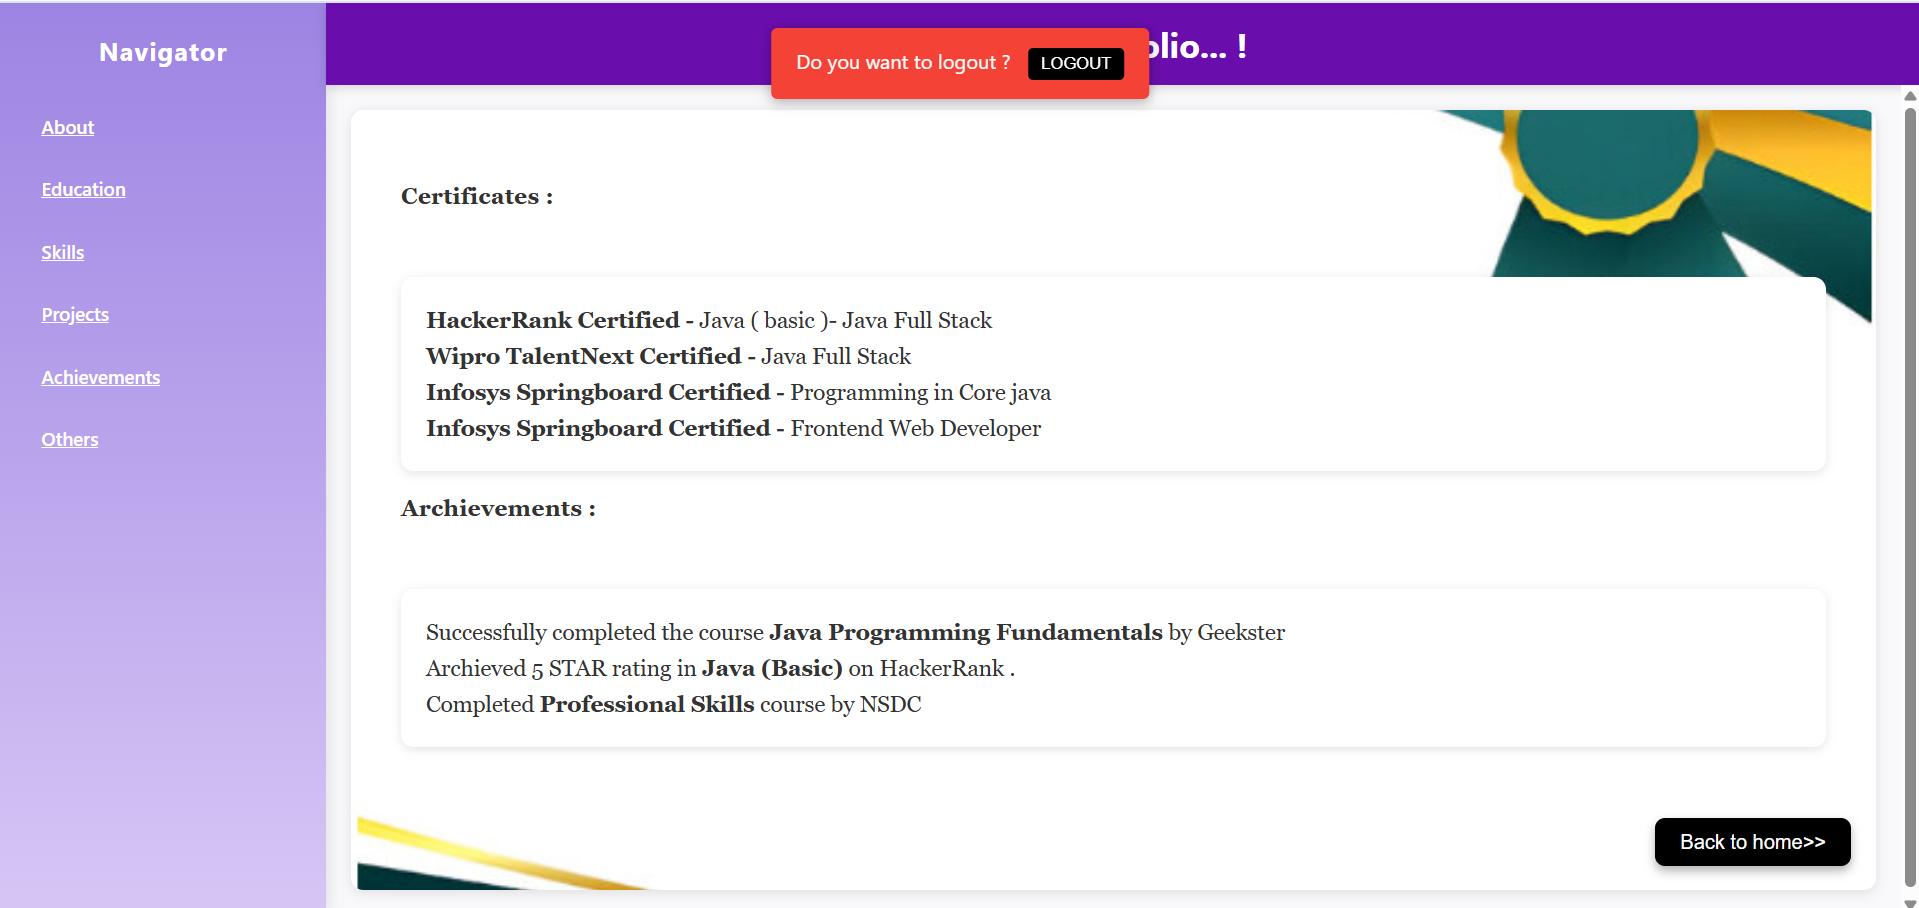 Navigator
About
Education
Skills
Projects
Achievements
Others
Do you want to logout ?
LOGOUT
... !
Certificates :
HackerRank Certified - Java ( basic )- Java Full Stack
Wipro TalentNext Certified - Java Full Stack
Infosys Springboard Certified - Programming in Core java
Infosys Springboard Certified - Frontend Web Developer
Archievements :
Successfully completed the course Java Programming Fundamentals by Geekster
Archieved 5 STAR rating in Java (Basic) on HackerRank .
Completed Professional Skills course by NSDC
Back to home>>